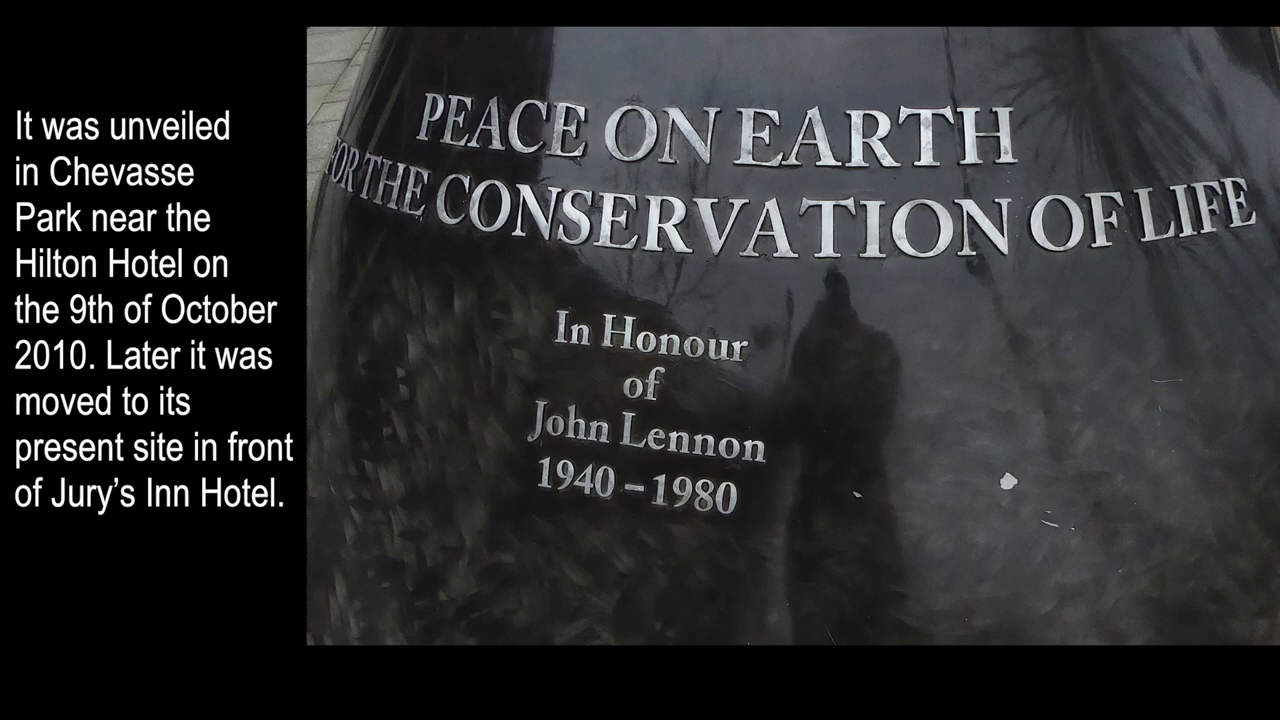 It was unveiled
in Chevasse
Park near the
Hilton Hotel on
the 9th of October
2010. Later it was
moved to its
present site in front
of Jury's Inn Hotel.
PEACE ON EARTH
FOR THE CONSERVATION OF LIFE
In Honour
of
John Lennon
1940 – 1980